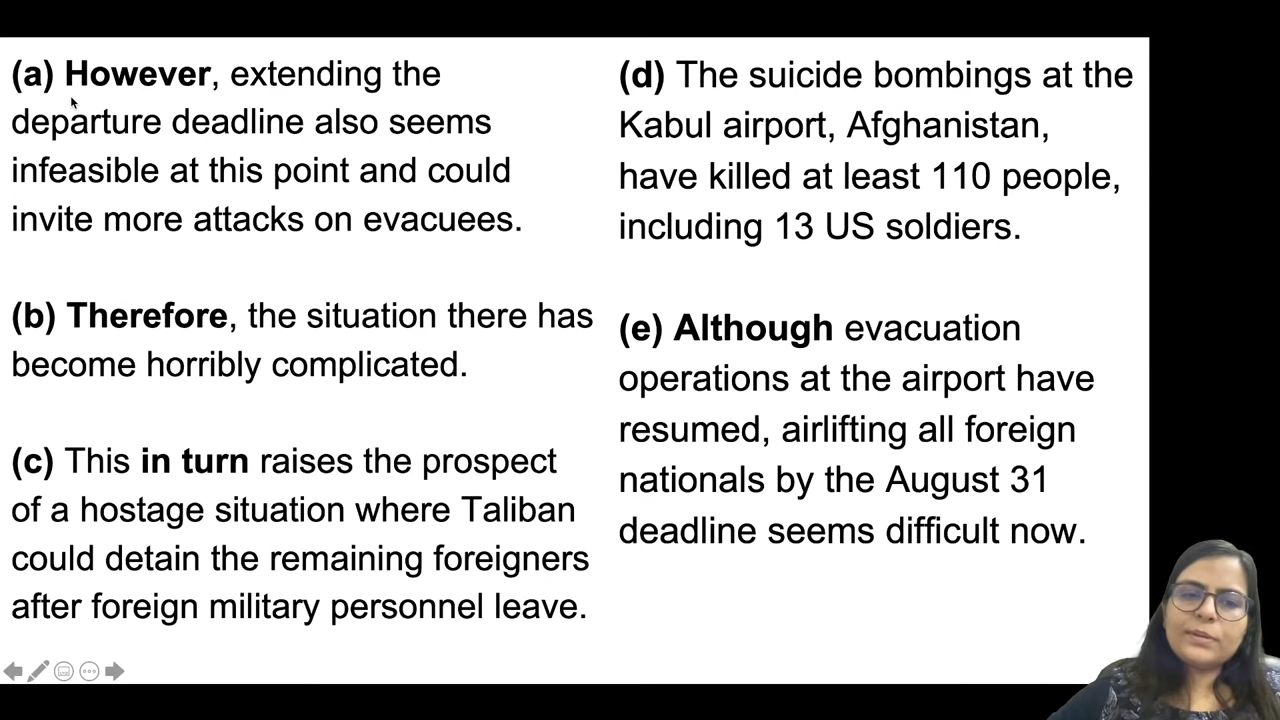 (a) However, extending the
departure deadline also seems
infeasible at this point and could
invite more attacks on evacuees.
(b) Therefore, the situation there has
become horribly complicated.
(c) This in turn raises the prospect
of a hostage situation where Taliban
could detain the remaining foreigners
after foreign military personnel leave.
(d) The suicide bombings at the
Kabul airport, Afghanistan,
have killed at least 110 people,
including 13 US soldiers.
(e) Although evacuation
operations at the airport have
resumed, airlifting all foreign
nationals by the August 31
deadline seems difficult now.